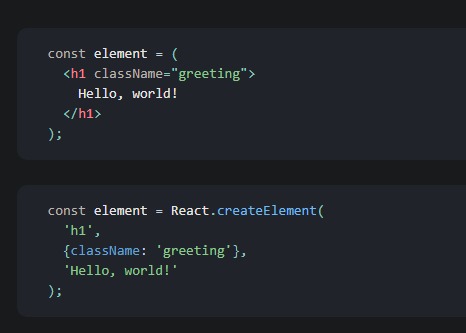 const element = (
  <h1 className="greeting">
    Hello, world!
  </h1>
);
const element = React.createElement(
  'h1',
  {className: 'greeting'},
  'Hello, world!'
);